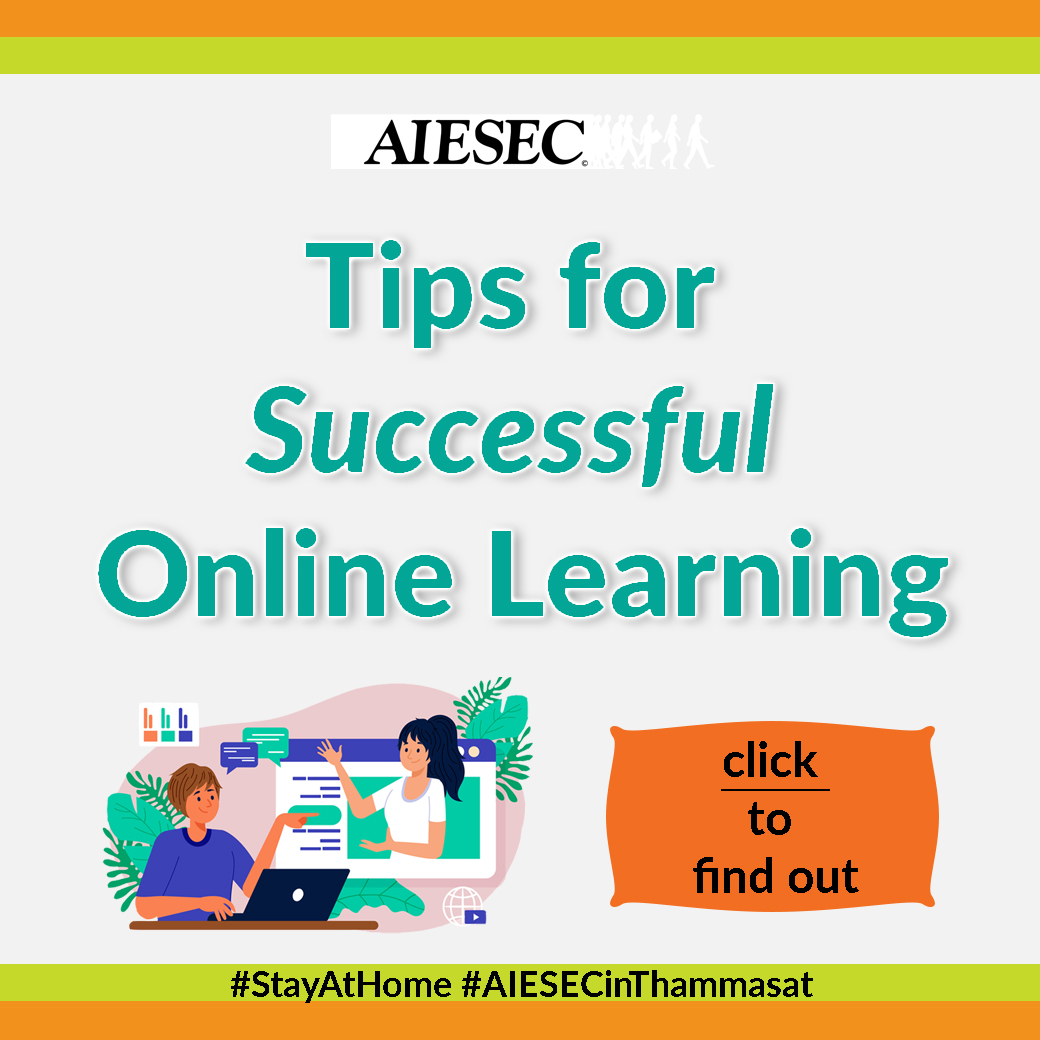 AIESEC
Tips for
Successful
Online Learning
click
to
find out
#StayAtHome #AIESECinThammasat